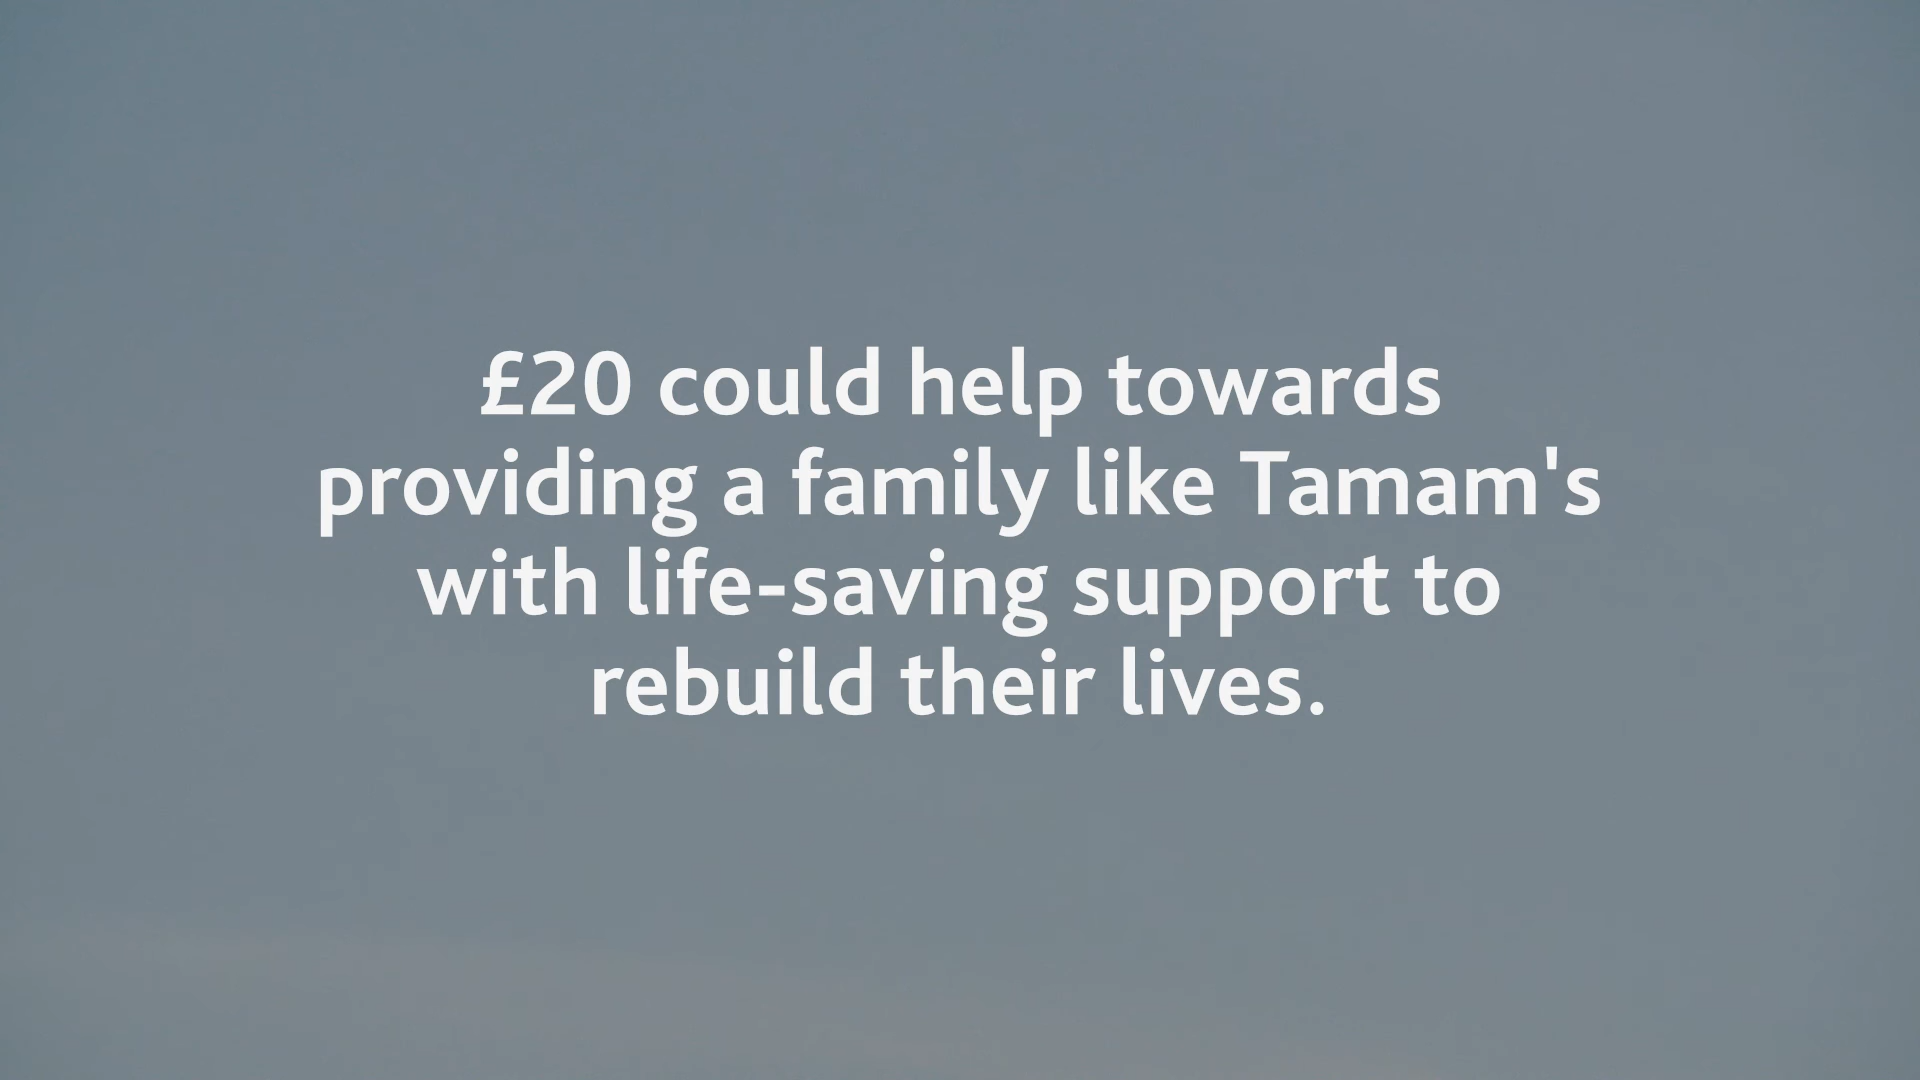 £20 could help towards
providing a family like Tamam's
with life-saving support to
rebuild their lives.